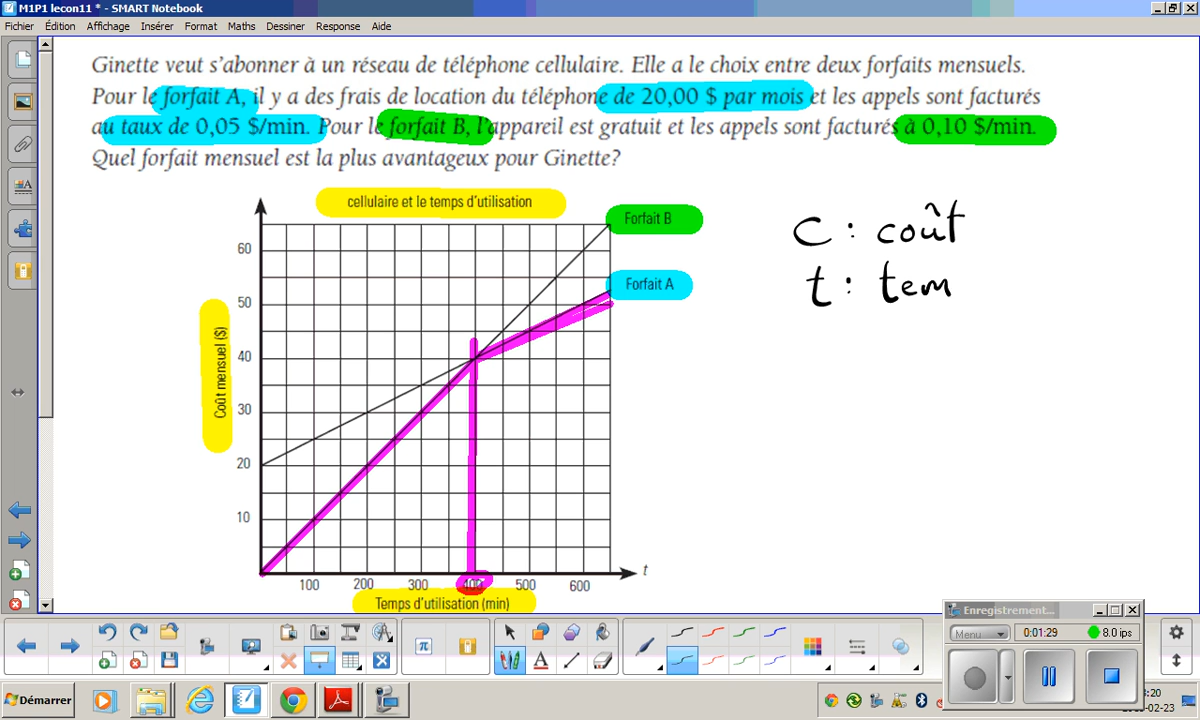 M1P1 lecon11 * - SMART Notebook
Fichier Édition Affichage Insérer Format Maths Dessiner Response Aide
Ginette veut s'abonner à un réseau de téléphone cellulaire. Elle a le choix entre deux forfaits mensuels.
Pour le forfait A, il y a des frais de location du téléphone de 20,00 $ par mois et les appels sont facturés
au taux de 0,05 $/min. Pour le forfait B, l'appareil est gratuit et les appels sont facturés à 0,10 $/min.
Quel forfait mensuel est la plus avantageux pour Ginette?
cellulaire et le temps d'utilisation
Forfait B
Forfait A
C : coût
t : tem
Coût mensuel ($)
60
50
40
30
20
10
100 200 300 400 500 600
t
Temps d'utilisation (min)
Enregistrement...
Menu
0:01:29
8.0 ips
Démarrer